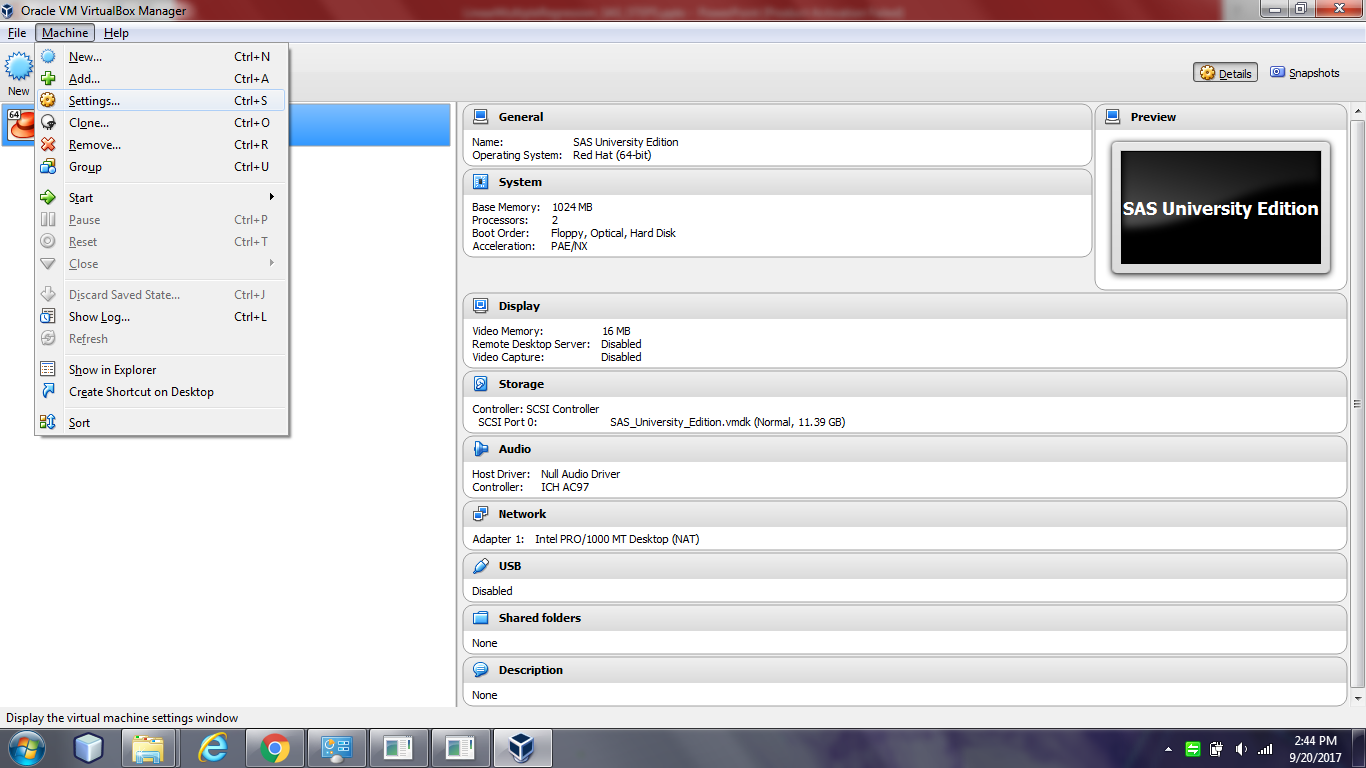 Oracle VM VirtualBox Manager
File Machine Help
New
New... Ctrl+N
Add... Ctrl+A
Settings... Ctrl+S
Clone... Ctrl+O
Remove... Ctrl+R
Group Ctrl+U
Start
Pause Ctrl+P
Reset Ctrl+T
Close
Discard Saved State... Ctrl+J
Show Log... Ctrl+L
Refresh
Show in Explorer
Create Shortcut on Desktop
Sort
64
Details Snapshots
General
Name: SAS University Edition
Operating System: Red Hat (64-bit)
System
Base Memory: 1024 MB
Processors: 2
Boot Order: Floppy, Optical, Hard Disk
Acceleration: PAE/NX
Preview
SAS University Edition
Display
Video Memory: 16 MB
Remote Desktop Server: Disabled
Video Capture: Disabled
Storage
Controller: SCSI Controller
SCSI Port 0: SAS_University_Edition.vmdk (Normal, 11.39 GB)
Audio
Host Driver: Null Audio Driver
Controller: ICH AC97
Network
Adapter 1: Intel PRO/1000 MT Desktop (NAT)
USB
Disabled
Shared folders
None
Description
None
Display the virtual machine settings window
2:44 PM
9/20/2017